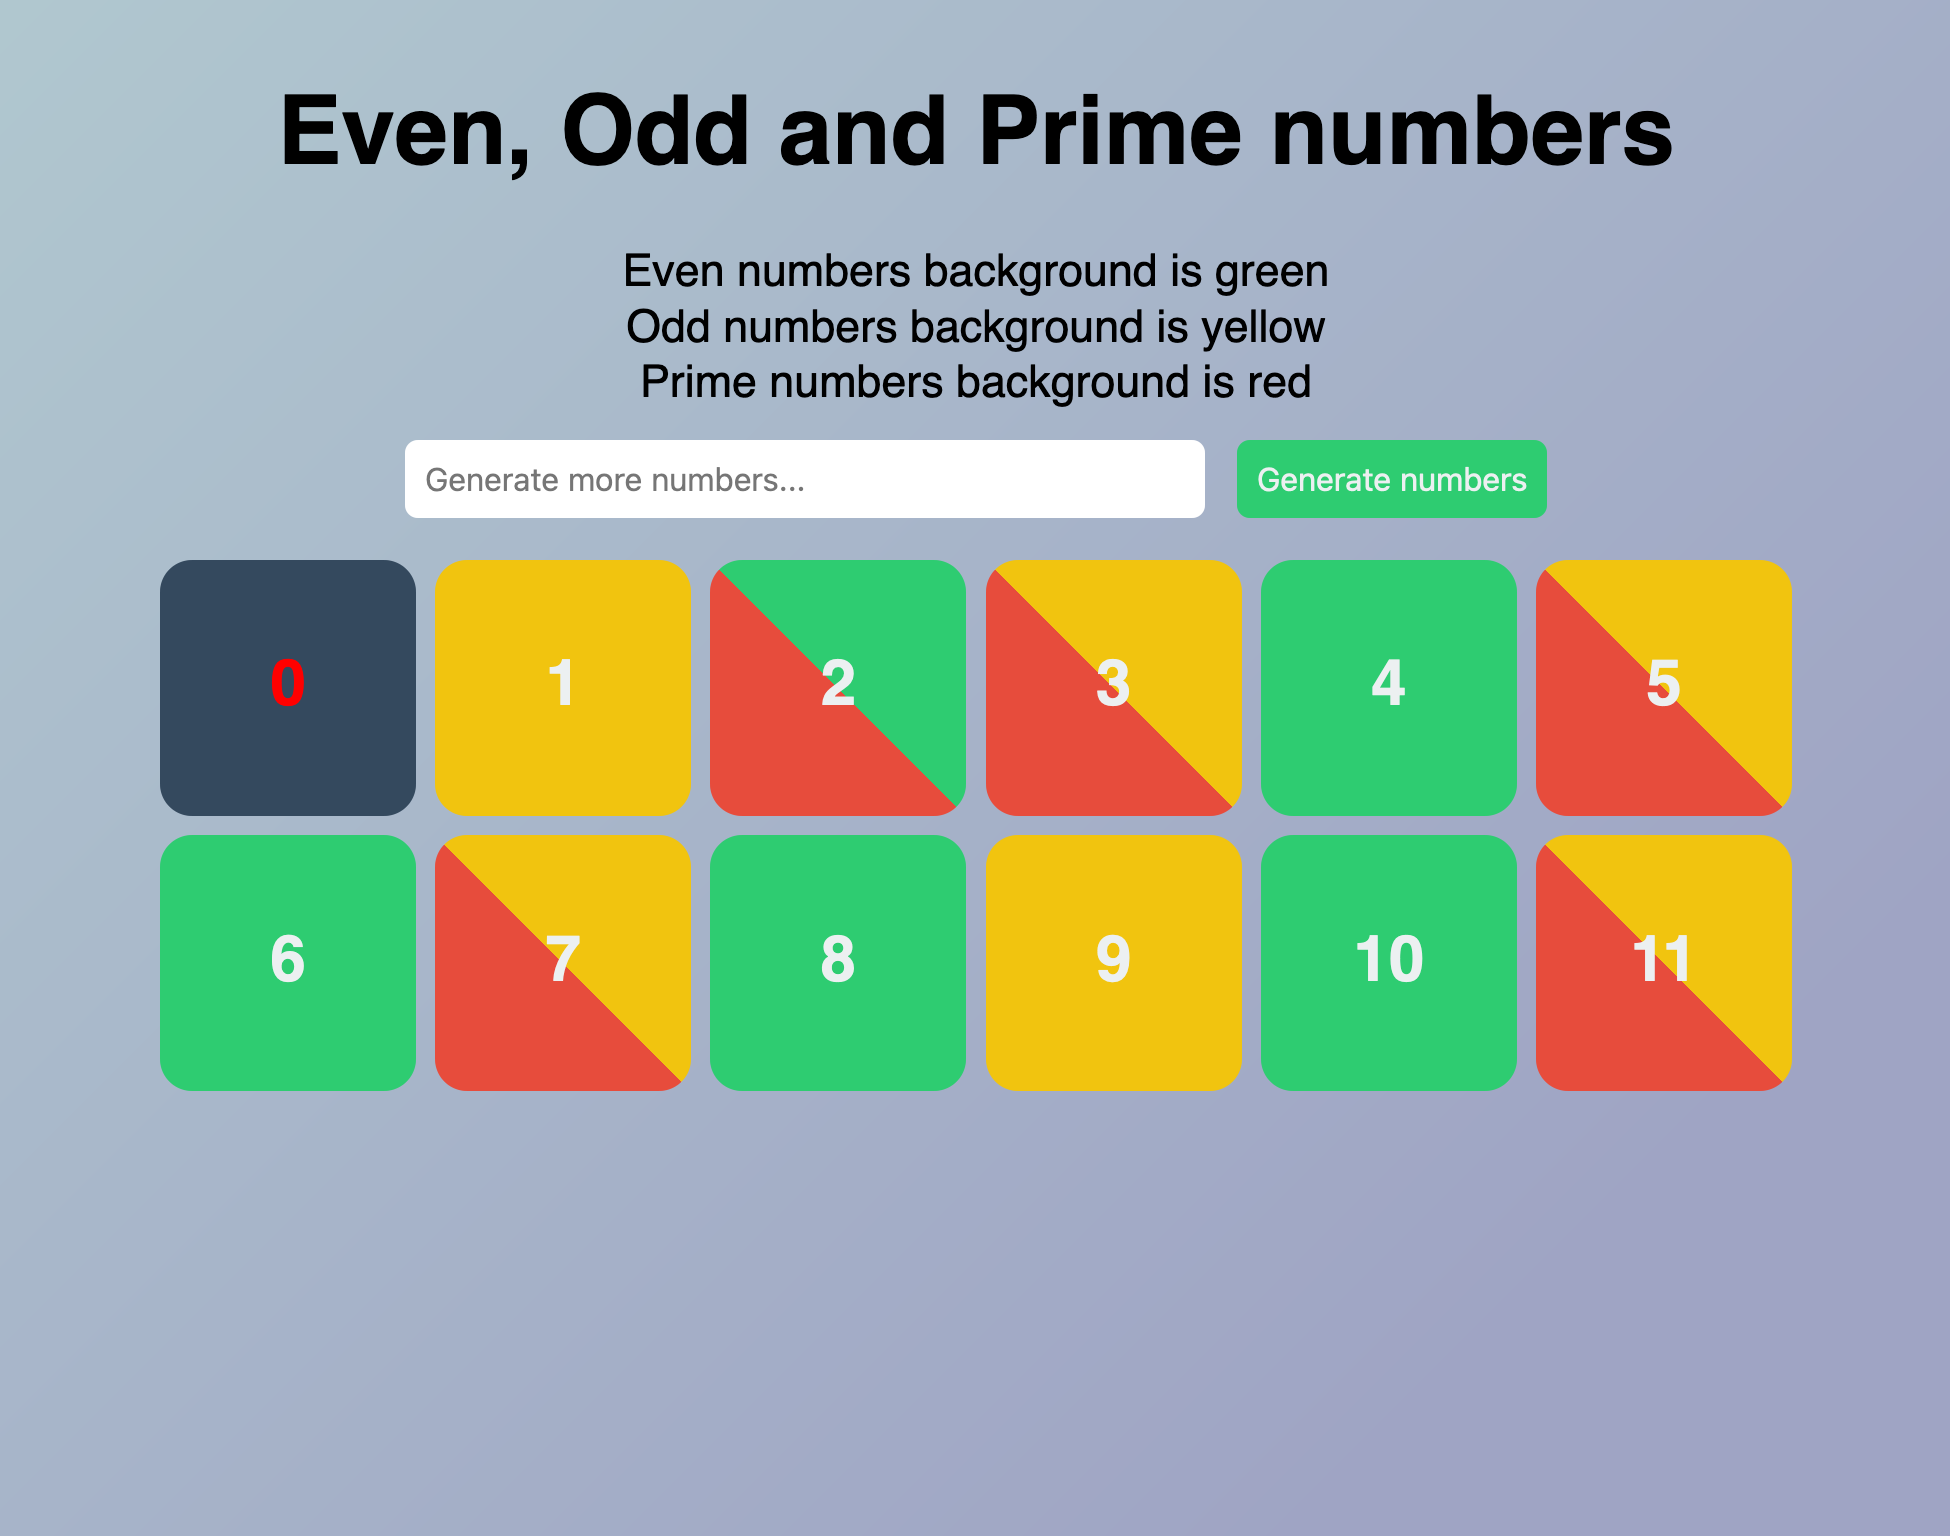 Even, Odd and Prime numbers
Even numbers background is green
Odd numbers background is yellow
Prime numbers background is red
Generate more numbers... Generate numbers
0 1 2 3 4 5
6 7 8 9 10 11